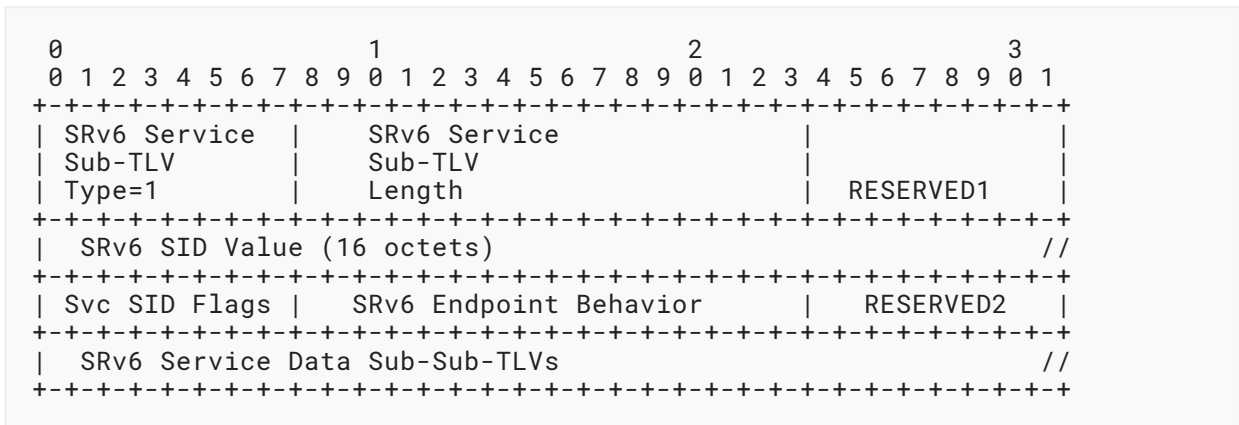 0                   1                   2                   3
 0 1 2 3 4 5 6 7 8 9 0 1 2 3 4 5 6 7 8 9 0 1 2 3 4 5 6 7 8 9 0 1
+-+-+-+-+-+-+-+-+-+-+-+-+-+-+-+-+-+-+-+-+-+-+-+-+-+-+-+-+-+-+-+-+
| SRv6 Service  |    SRv6 Service               |               |
| Sub-TLV       |    Sub-TLV                    |               |
| Type=1        |    Length                     |  RESERVED1    |
+-+-+-+-+-+-+-+-+-+-+-+-+-+-+-+-+-+-+-+-+-+-+-+-+-+-+-+-+-+-+-+-+
|  SRv6 SID Value (16 octets)                                  //
+-+-+-+-+-+-+-+-+-+-+-+-+-+-+-+-+-+-+-+-+-+-+-+-+-+-+-+-+-+-+-+-+
| Svc SID Flags |   SRv6 Endpoint Behavior      |   RESERVED2   |
+-+-+-+-+-+-+-+-+-+-+-+-+-+-+-+-+-+-+-+-+-+-+-+-+-+-+-+-+-+-+-+-+
|  SRv6 Service Data Sub-Sub-TLVs                              //
+-+-+-+-+-+-+-+-+-+-+-+-+-+-+-+-+-+-+-+-+-+-+-+-+-+-+-+-+-+-+-+-+